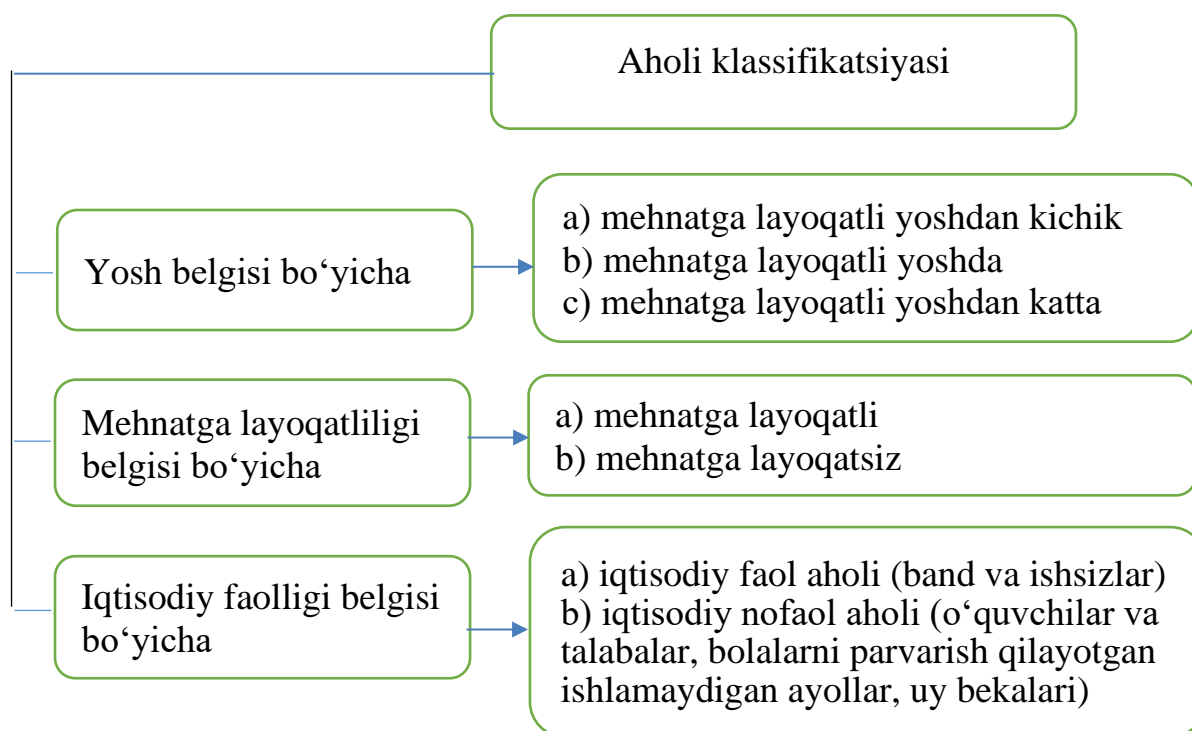 Aholi klassifikatsiyasi
Yosh belgisi bo‘yicha
a) mehnatga layoqatli yoshdan kichik
b) mehnatga layoqatli yoshda
c) mehnatga layoqatli yoshdan katta
Mehnatga layoqatliligi
belgisi bo‘yicha
a) mehnatga layoqatli
b) mehnatga layoqatsiz
Iqtisodiy faolligi belgisi
bo‘yicha
a) iqtisodiy faol aholi (band va ishsizlar)
b) iqtisodiy nofaol aholi (o‘quvchilar va
talabalar, bolalarni parvarish qilayotgan
ishlamaydigan ayollar, uy bekalari)